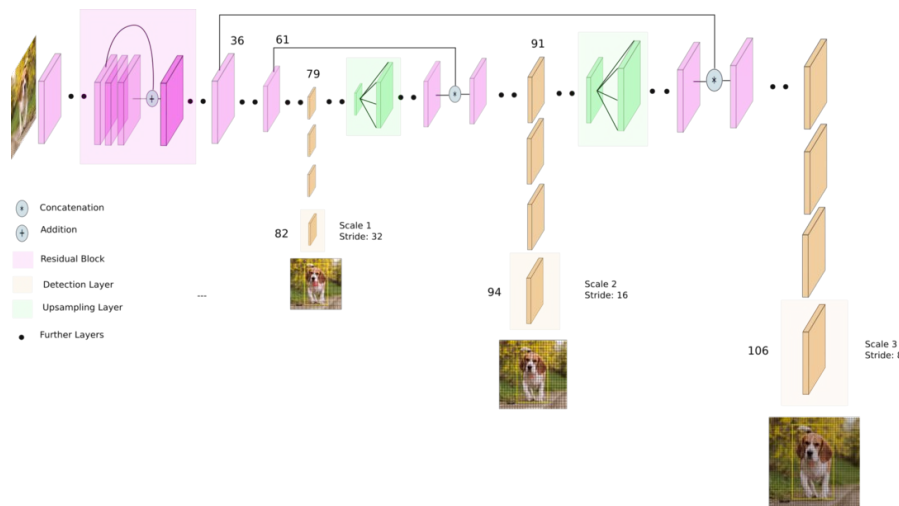 36
61
79
91
Concatenation
Addition
Residual Block
Detection Layer
Upsampling Layer
Further Layers
---
82
Scale 1
Stride: 32
94
Scale 2
Stride: 16
106
Scale 3
Stride: